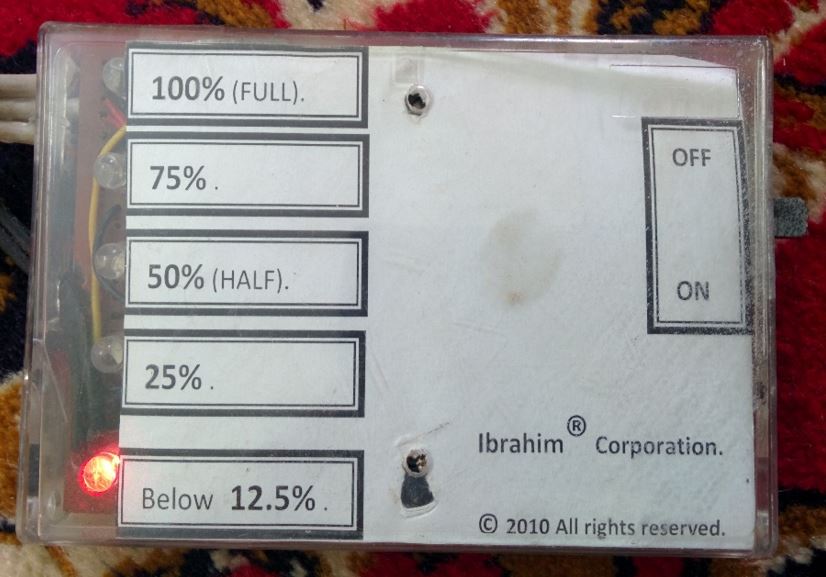 100% (FULL).
75% .
50% (HALF).
25% .
Below 12.5% .
OFF
ON
Ibrahim® Corporation.
© 2010 All rights reserved.